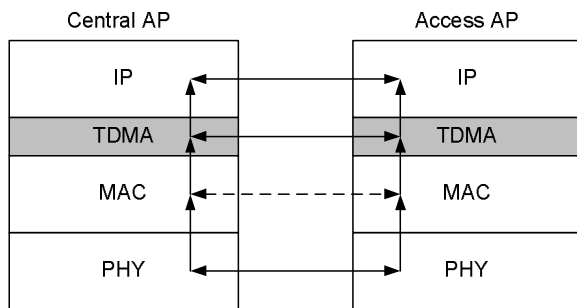 Central AP
Access AP
IP
IP
TDMA
TDMA
MAC
MAC
PHY
PHY